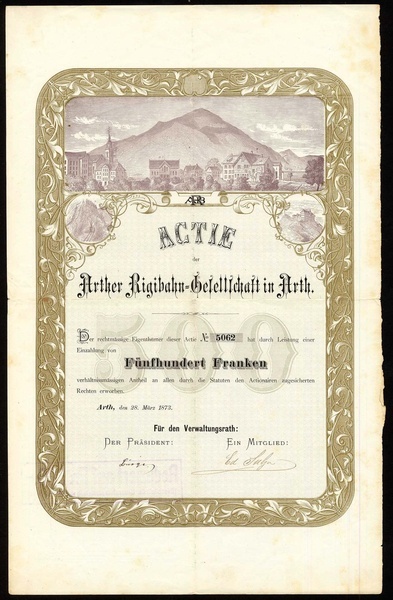 ARB
ACTIE
der
Arther Rigibahn-Gesellschaft in Arth.
500
Der rechtmässige Eigenthümer dieser Actie № 5062 hat durch Leistung einer
Einzahlung von
Fünfhundert Franken
verhältnissmässigen Antheil an allen durch die Statuten den Actionairen zugesicherten
Rechten erworben.
Arth, den 28. März 1873.
Für den Verwaltungsrath:
DER PRÄSIDENT: EIN MITGLIED: